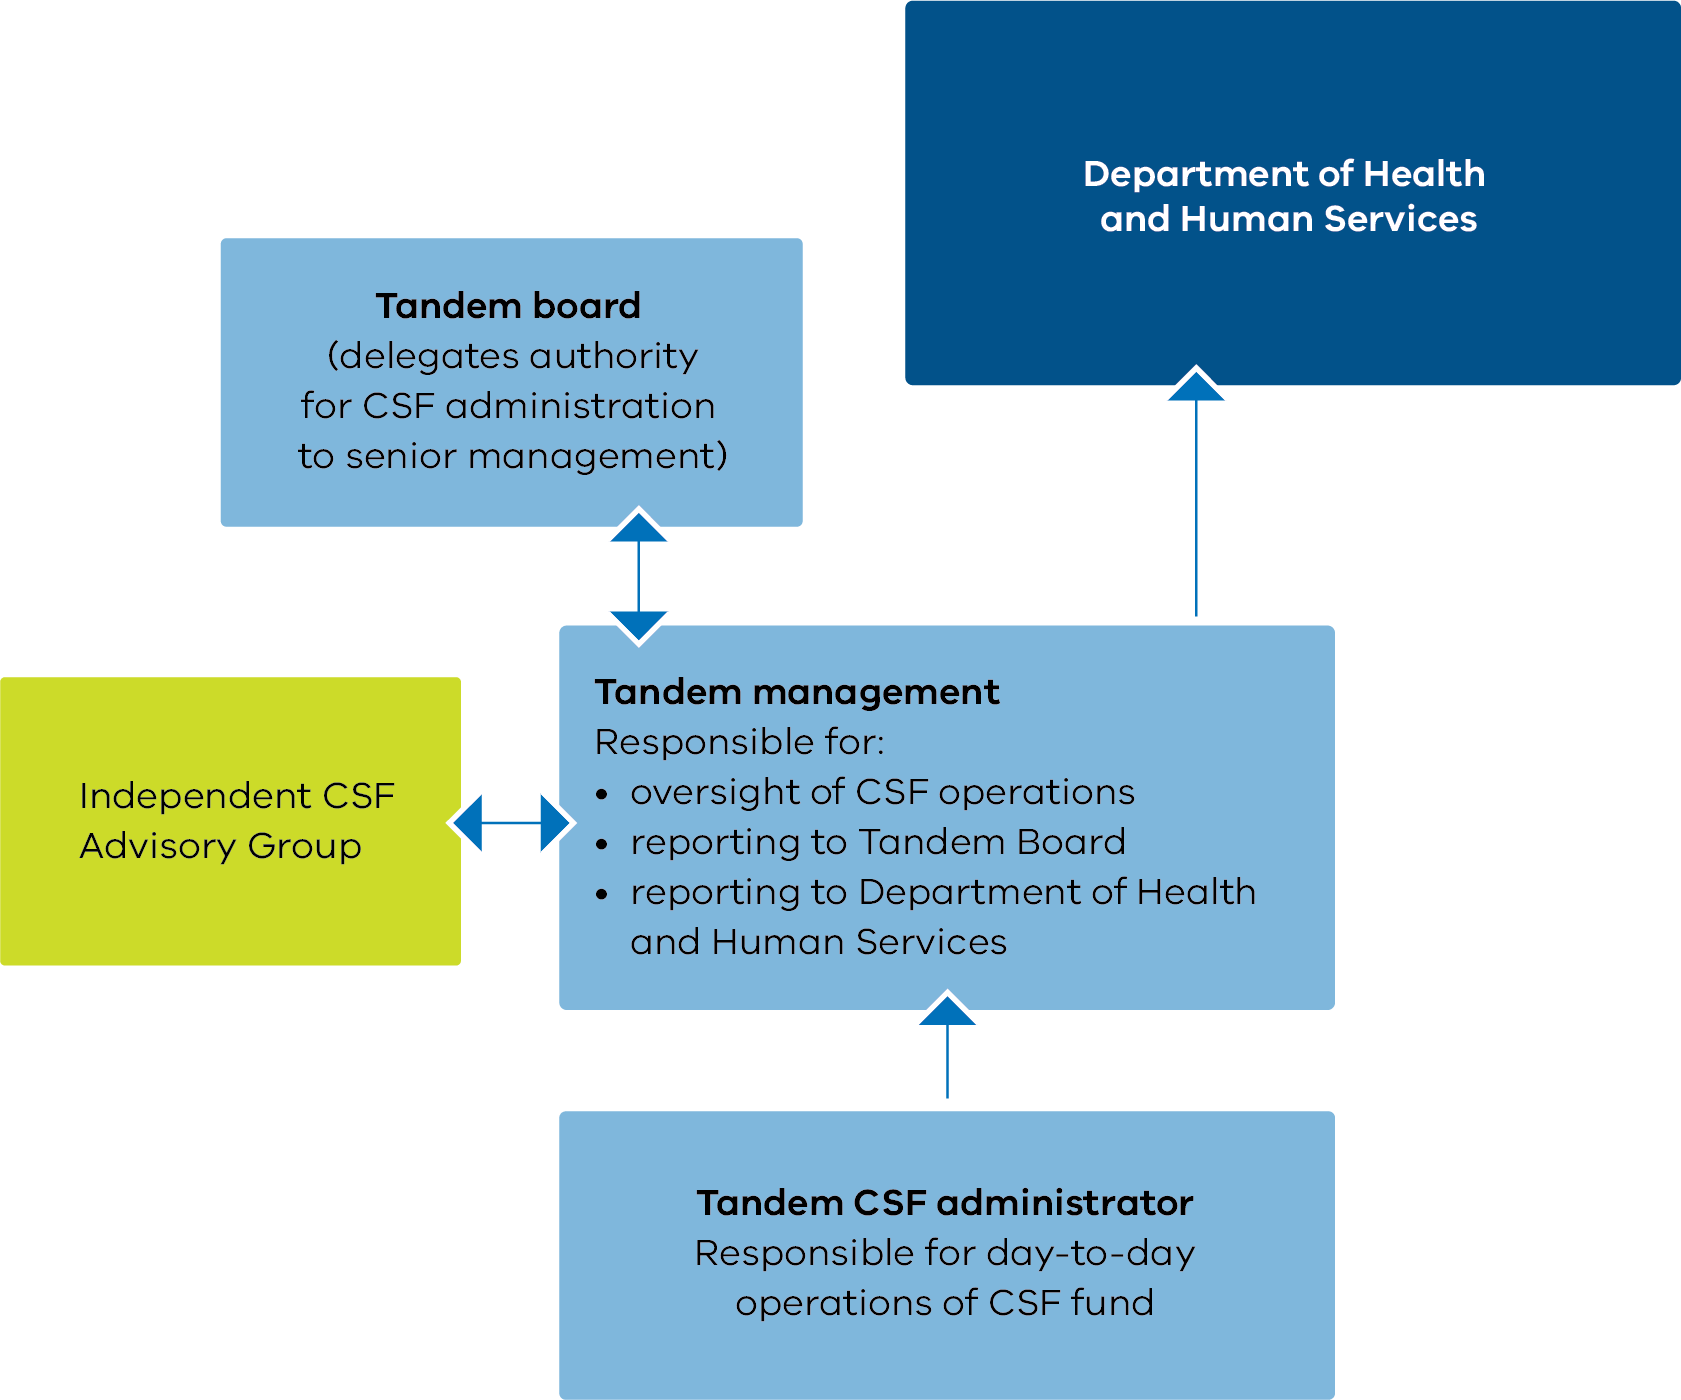 Department of Health
and Human Services
Tandem board
(delegates authority
for CSF administration
to senior management)
Tandem management
Responsible for:
• oversight of CSF operations
• reporting to Tandem Board
• reporting to Department of Health
and Human Services
Independent CSF
Advisory Group
Tandem CSF administrator
Responsible for day-to-day
operations of CSF fund